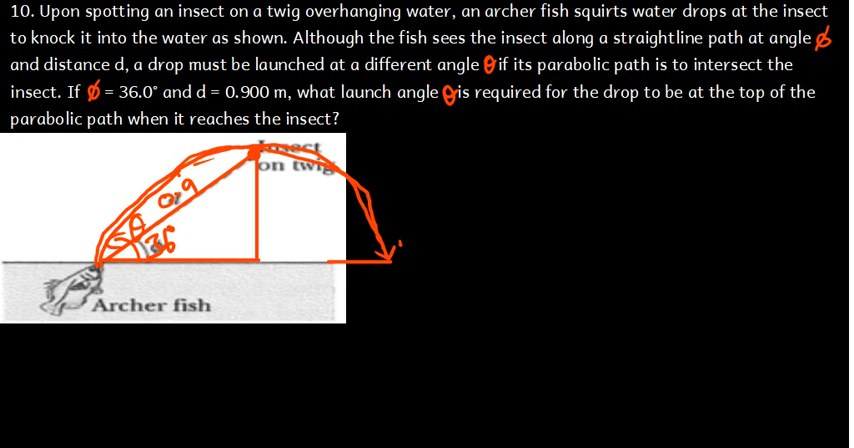 10. Upon spotting an insect on a twig overhanging water, an archer fish squirts water drops at the insect
to knock it into the water as shown. Although the fish sees the insect along a straightline path at angle ϕ
and distance d, a drop must be launched at a different angle θ if its parabolic path is to intersect the
insect. If ϕ = 36.0° and d = 0.900 m, what launch angle θ is required for the drop to be at the top of the
parabolic path when it reaches the insect?
Insect
on twig
0.9
θ
36°
Archer fish